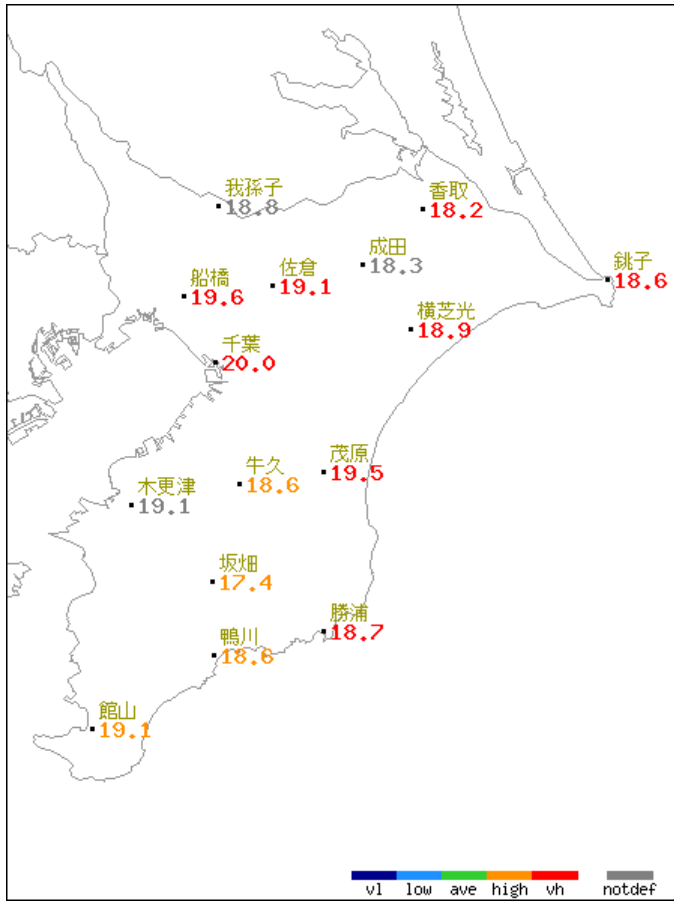 我孫子
18.8
香取
18.2
成田
18.3
銚子
18.6
船橋
19.6
佐倉
19.1
横芝光
18.9
千葉
20.0
茂原
19.5
牛久
18.6
木更津
19.1
坂畑
17.4
勝浦
18.7
鴨川
18.6
館山
19.1
vl low ave high vh notdef